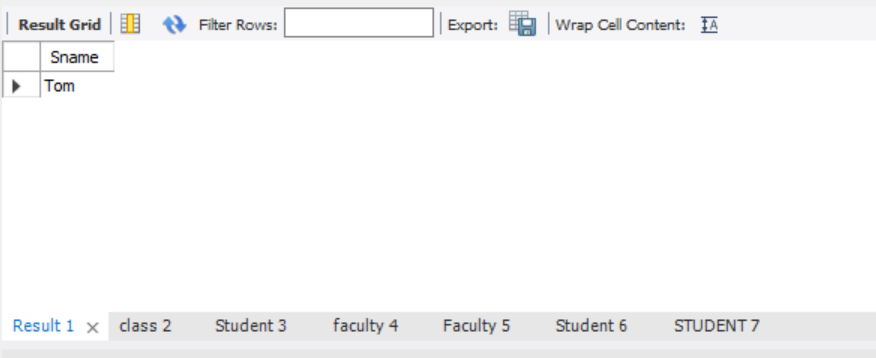 Result Grid Filter Rows: Export: Wrap Cell Content: IA
Sname
Tom
Result 1 × class 2 Student 3 faculty 4 Faculty 5 Student 6 STUDENT 7